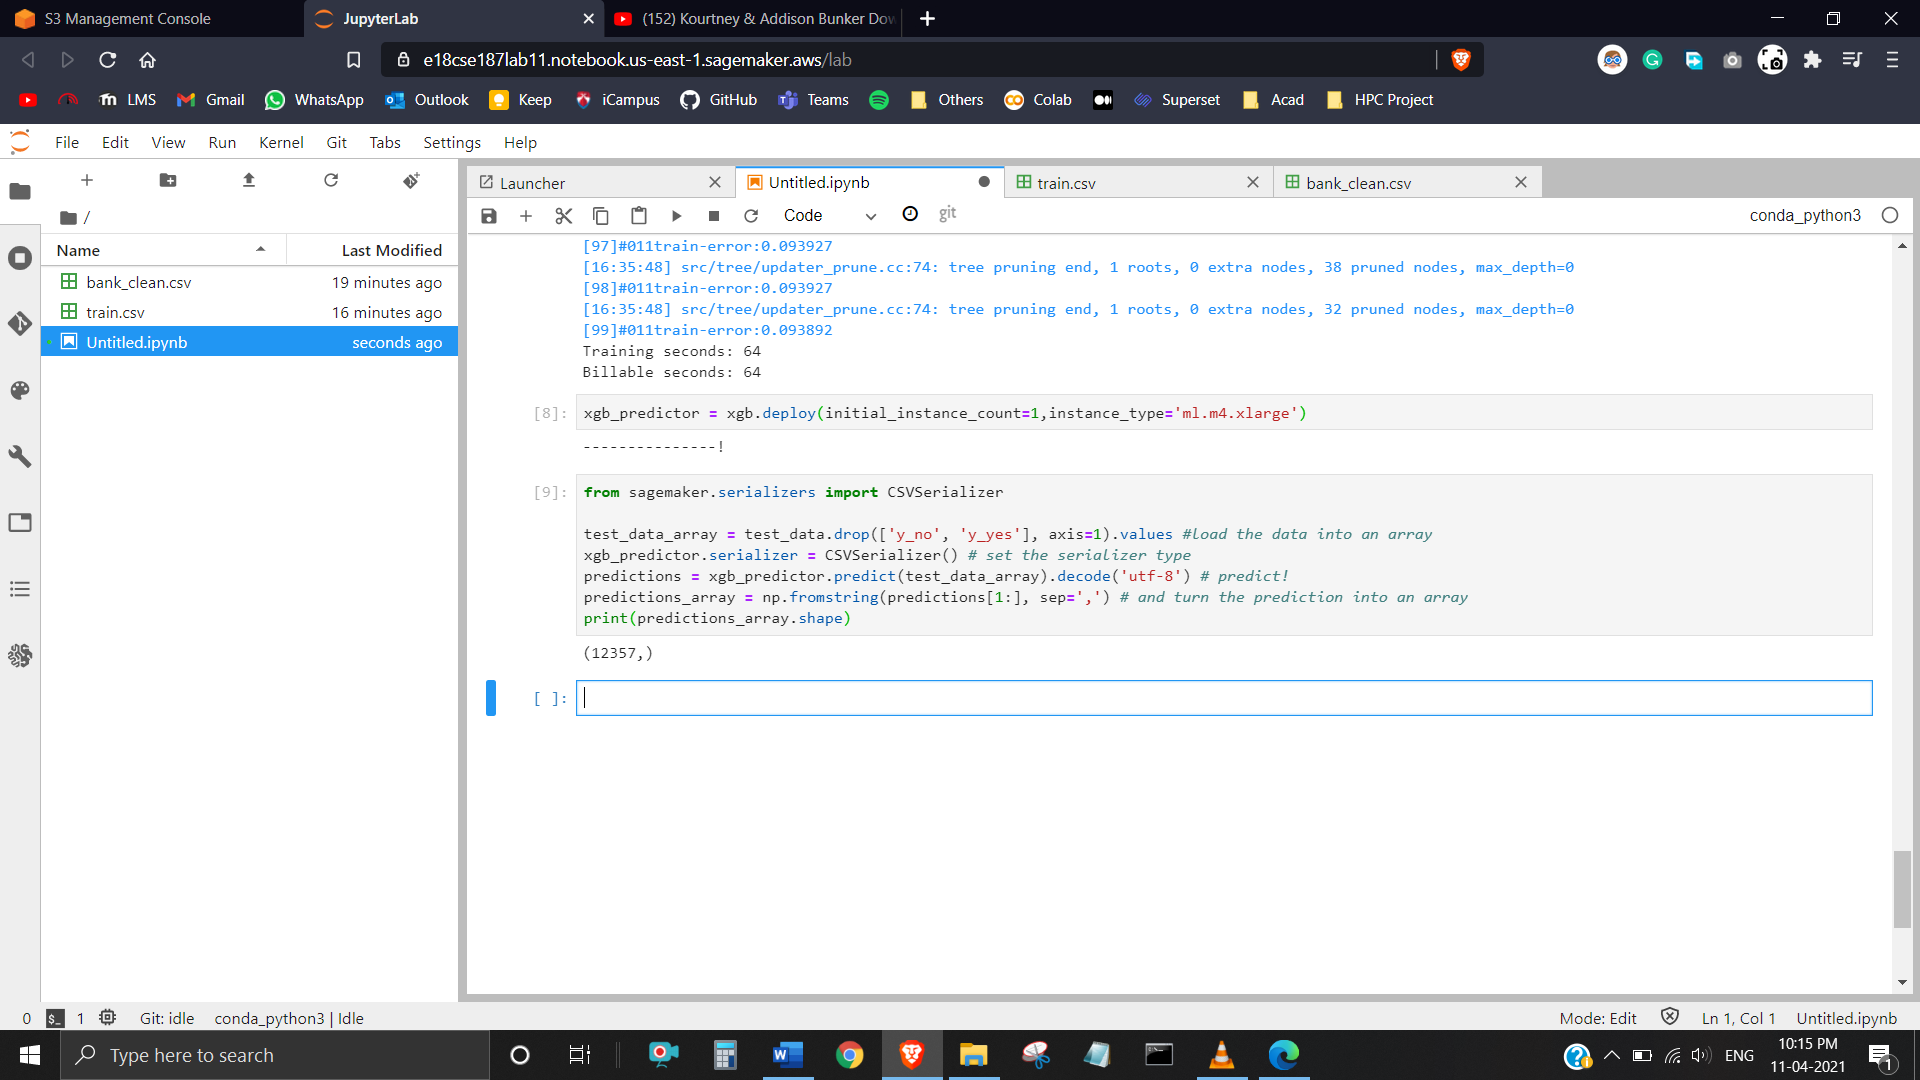 S3 Management Console
JupyterLab
(152) Kourtney & Addison Bunker Dow
e18cse187lab11.notebook.us-east-1.sagemaker.aws/lab
LMS Gmail WhatsApp Outlook Keep iCampus GitHub Teams Others Colab Superset Acad HPC Project
File Edit View Run Kernel Git Tabs Settings Help
Launcher Untitled.ipynb train.csv bank_clean.csv
Code git conda_python3
/
Name Last Modified
bank_clean.csv 19 minutes ago
train.csv 16 minutes ago
Untitled.ipynb seconds ago
[97]#011train-error:0.093927
[16:35:48] src/tree/updater_prune.cc:74: tree pruning end, 1 roots, 0 extra nodes, 38 pruned nodes, max_depth=0
[98]#011train-error:0.093927
[16:35:48] src/tree/updater_prune.cc:74: tree pruning end, 1 roots, 0 extra nodes, 32 pruned nodes, max_depth=0
[99]#011train-error:0.093892
Training seconds: 64
Billable seconds: 64
[8]: xgb_predictor = xgb.deploy(initial_instance_count=1,instance_type='ml.m4.xlarge')
---------------!
[9]: from sagemaker.serializers import CSVSerializer
test_data_array = test_data.drop(['y_no', 'y_yes'], axis=1).values #load the data into an array
xgb_predictor.serializer = CSVSerializer() # set the serializer type
predictions = xgb_predictor.predict(test_data_array).decode('utf-8') # predict!
predictions_array = np.fromstring(predictions[1:], sep=',') # and turn the prediction into an array
print(predictions_array.shape)
(12357,)
[ ]:
0 $_ 1 Git: idle conda_python3 | Idle Mode: Edit Ln 1, Col 1 Untitled.ipynb
Type here to search
ENG
10:15 PM
11-04-2021
1